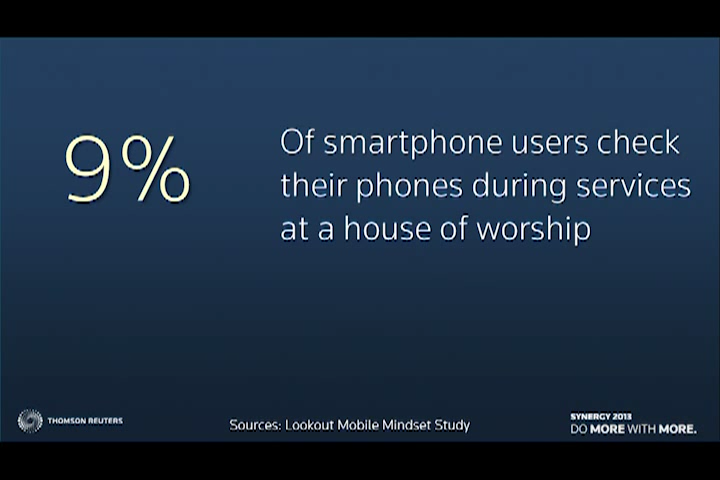 9%
Of smartphone users check
their phones during services
at a house of worship
THOMSON REUTERS
Sources: Lookout Mobile Mindset Study
SYNERGY 2013
DO MORE WITH MORE.